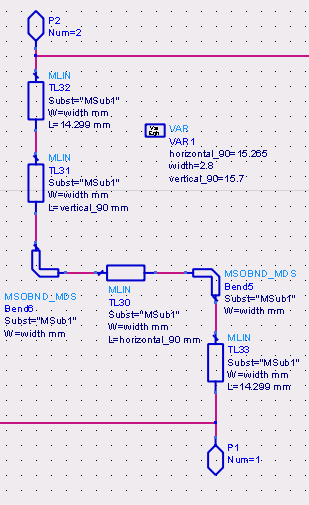 P2
Num=2
MLIN
TL32
Subst="MSub1"
W=width mm
L=14.299 mm
Var
Eqn
VAR
VAR1
horizontal_90=15.265
width=2.8
vertical_90=15.7
MLIN
TL31
Subst="MSub1"
W=width mm
L=vertical_90 mm
MSOBND_MDS
Bend6
Subst="MSub1"
W=width mm
MLIN
TL30
Subst="MSub1"
W=width mm
L=horizontal_90 mm
MSOBND_MDS
Bend5
Subst="MSub1"
W=width mm
MLIN
TL33
Subst="MSub1"
W=width mm
L=14.299 mm
P1
Num=1